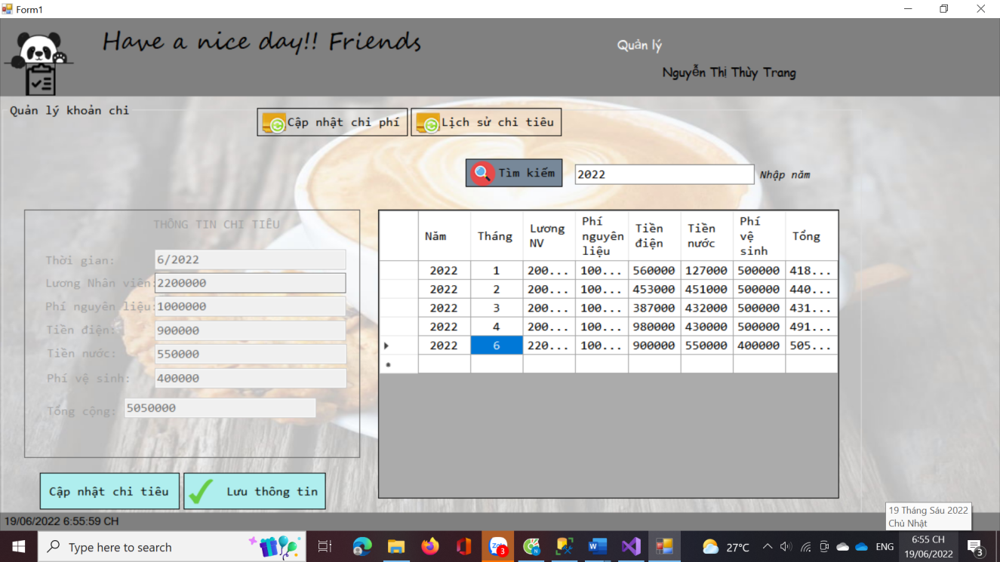 Form1
Have a nice day!! Friends
Quản lý
Nguyễn Thị Thùy Trang
Quản lý khoản chi
Cập nhật chi phí
Lịch sử chi tiêu
Tìm kiếm
2022
Nhập năm
THÔNG TIN CHI TIÊU
Thời gian: 6/2022
Lương Nhân viên: 2200000
Phí nguyên liệu: 1000000
Tiền điện: 900000
Tiền nước: 550000
Phí vệ sinh: 400000
Tổng cộng: 5050000
Năm Tháng Lương NV Phí nguyên liệu Tiền điện Tiền nước Phí vệ sinh Tổng
2022 1 200... 100... 560000 127000 500000 418...
2022 2 200... 100... 453000 451000 500000 440...
2022 3 200... 100... 387000 432000 500000 431...
2022 4 200... 100... 980000 430000 500000 491...
2022 6 220... 100... 900000 550000 400000 505...
Cập nhật chi tiêu
Lưu thông tin
19/06/2022 6:55:59 CH
19 Tháng Sáu 2022
Chủ Nhật
Type here to search
Zalo
3
27°C
ENG
6:55 CH
19/06/2022
3